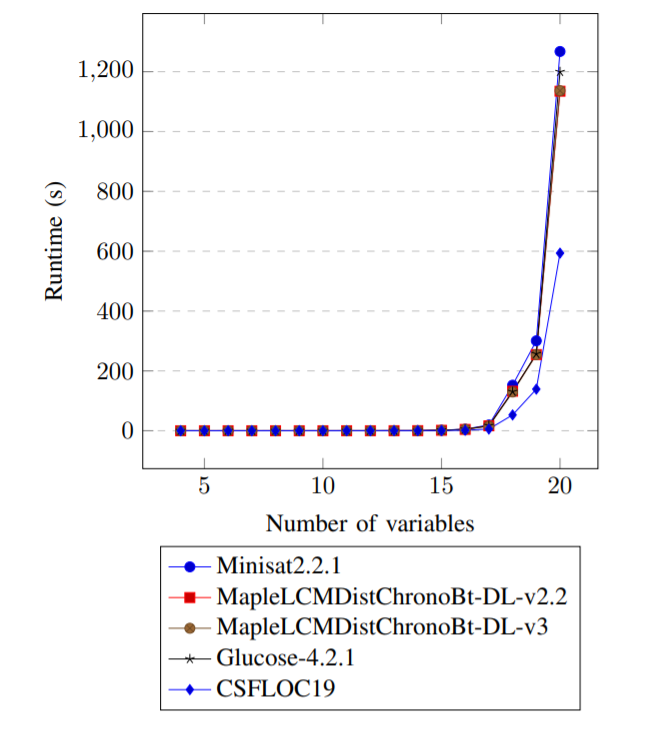 1,200
1,000
800
600
400
200
0
Runtime (s)
5 10 15 20
Number of variables
Minisat2.2.1
MapleLCMDistChronoBt-DL-v2.2
MapleLCMDistChronoBt-DL-v3
Glucose-4.2.1
CSFLOC19